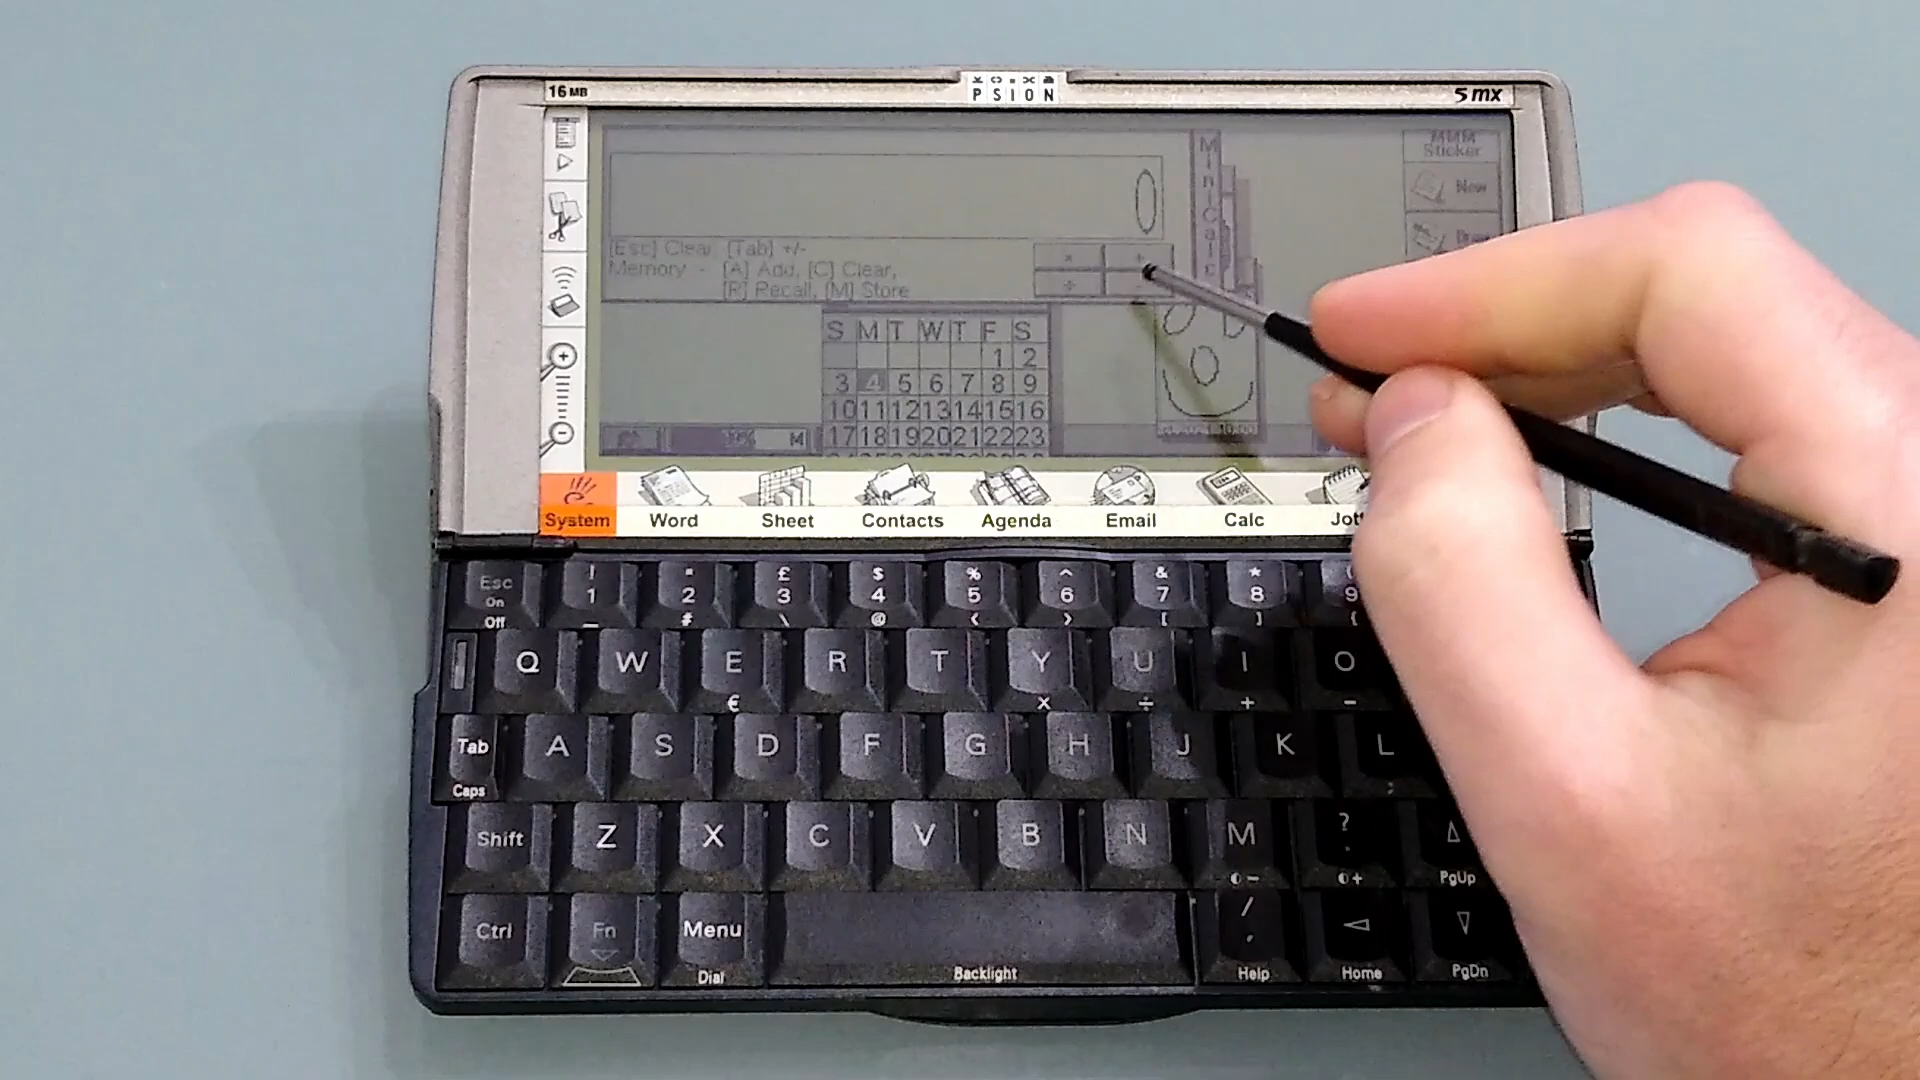 16 MB
PSION
5mx
MMM
Sticker
New
0
MiniCalc
[Esc] Clear, [Tab] +/-
Memory - [A] Add, [C] Clear,
[R] Recall, [M] Store
× +
÷ -
S M T W T F S
1 2
3 4 5 6 7 8 9
10 11 12 13 14 15 16
17 18 19 20 21 22 23
M
System Word Sheet Contacts Agenda Email Calc
Esc On Off
! 1 _
" 2 #
£ 3 \
$ 4 @
% 5 <
^ 6 >
& 7 [
* 8 ]
( 9 {
Q W E R T Y U I O
€ × ÷ + -
Tab A S D F G H J K L
Caps ;
Shift Z X C V B N M ? .
PgUp
Ctrl Fn Menu / ,
Dial Backlight Help Home PgDn